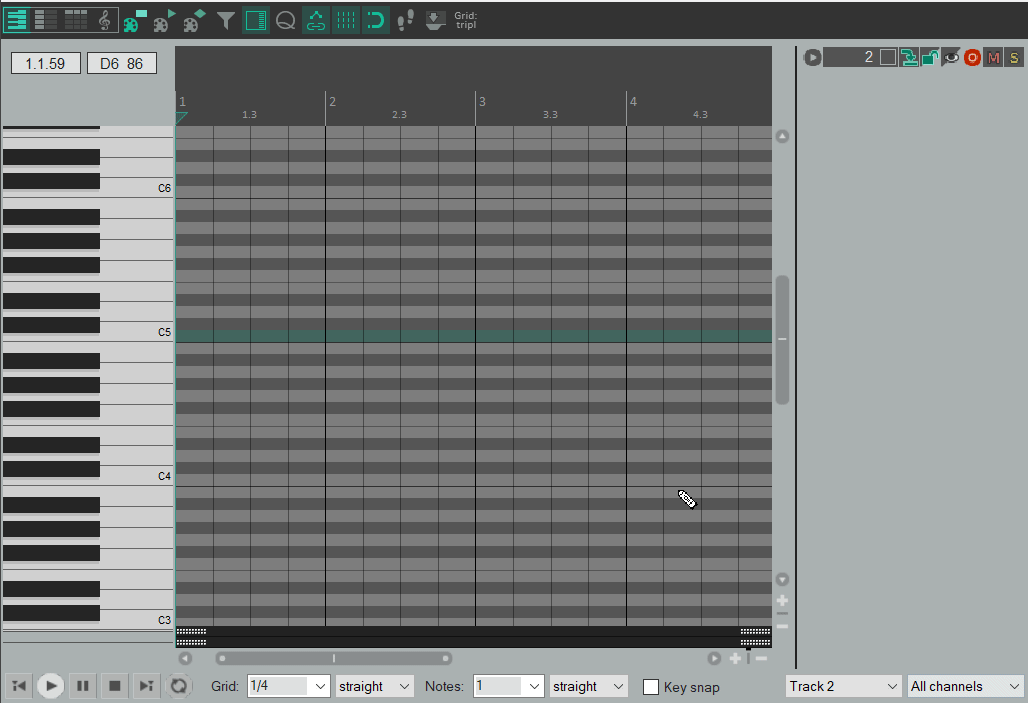 Grid:
tripl
1.1.59
D6 86
2
M
S
1
2
3
4
1.3
2.3
3.3
4.3
C6
C5
C4
C3
Grid:
1/4
straight
Notes:
1
straight
Key snap
Track 2
All channels